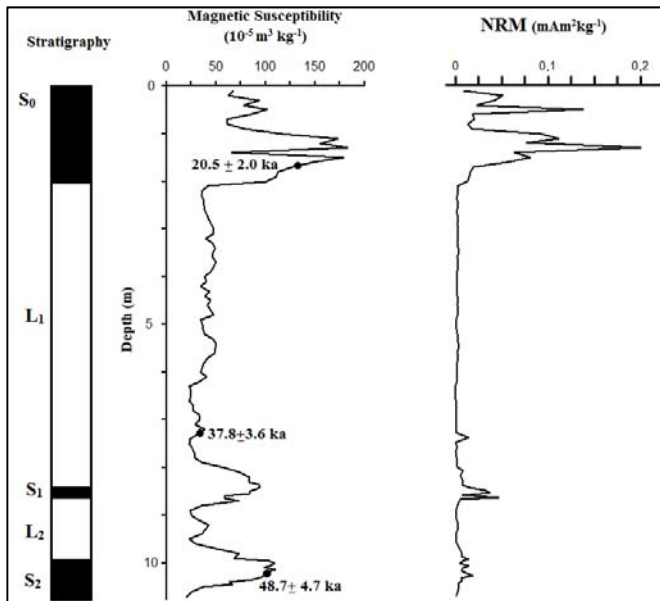 Stratigraphy
Magnetic Susceptibility
(10⁻⁵ m³ kg⁻¹)
NRM (mAm²kg⁻¹)
0 50 100 150 200
0 0,1 0,2
0
5
10
Depth (m)
S₀
L₁
S₁
L₂
S₂
20.5 ± 2.0 ka
37.8±3.6 ka
48.7± 4.7 ka